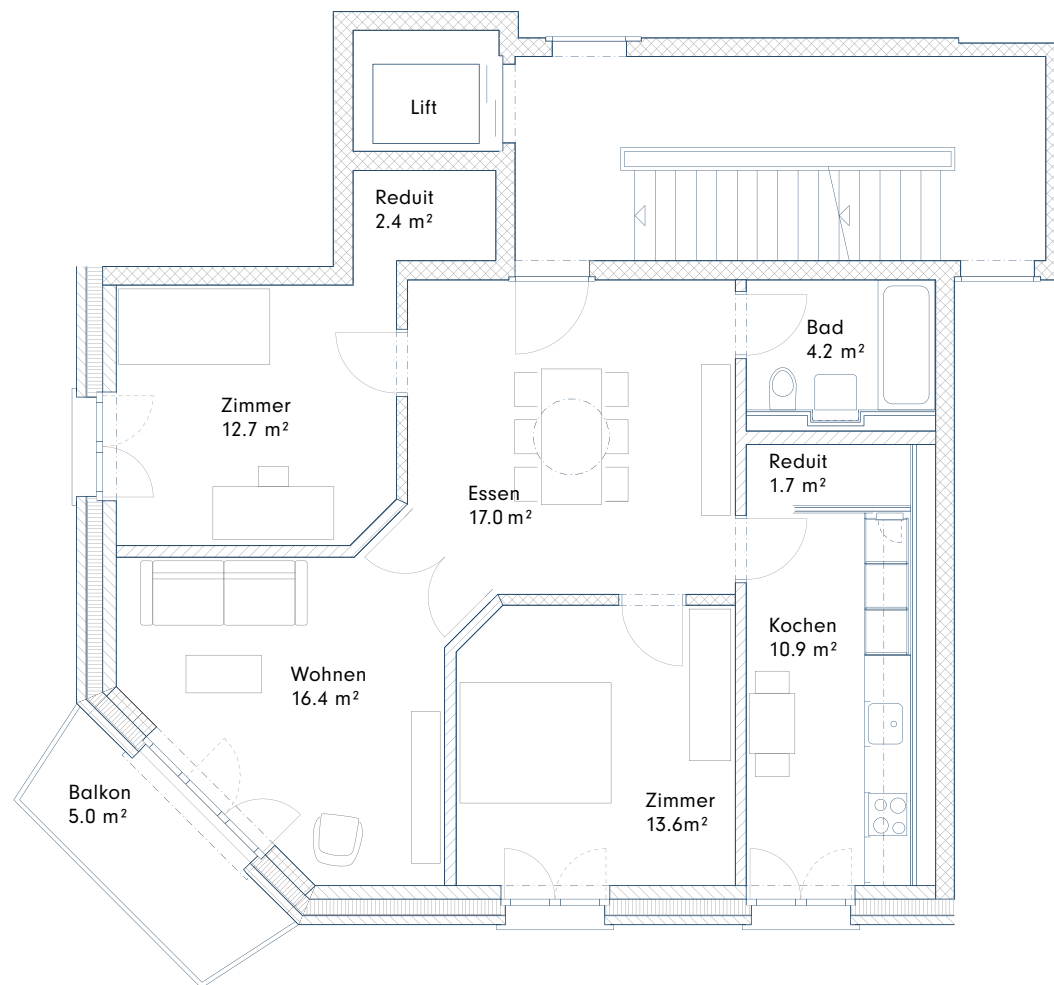 Lift
Reduit
2.4 m²
Bad
4.2 m²
Zimmer
12.7 m²
Reduit
1.7 m²
Essen
17.0 m²
Kochen
10.9 m²
Wohnen
16.4 m²
Balkon
5.0 m²
Zimmer
13.6m²